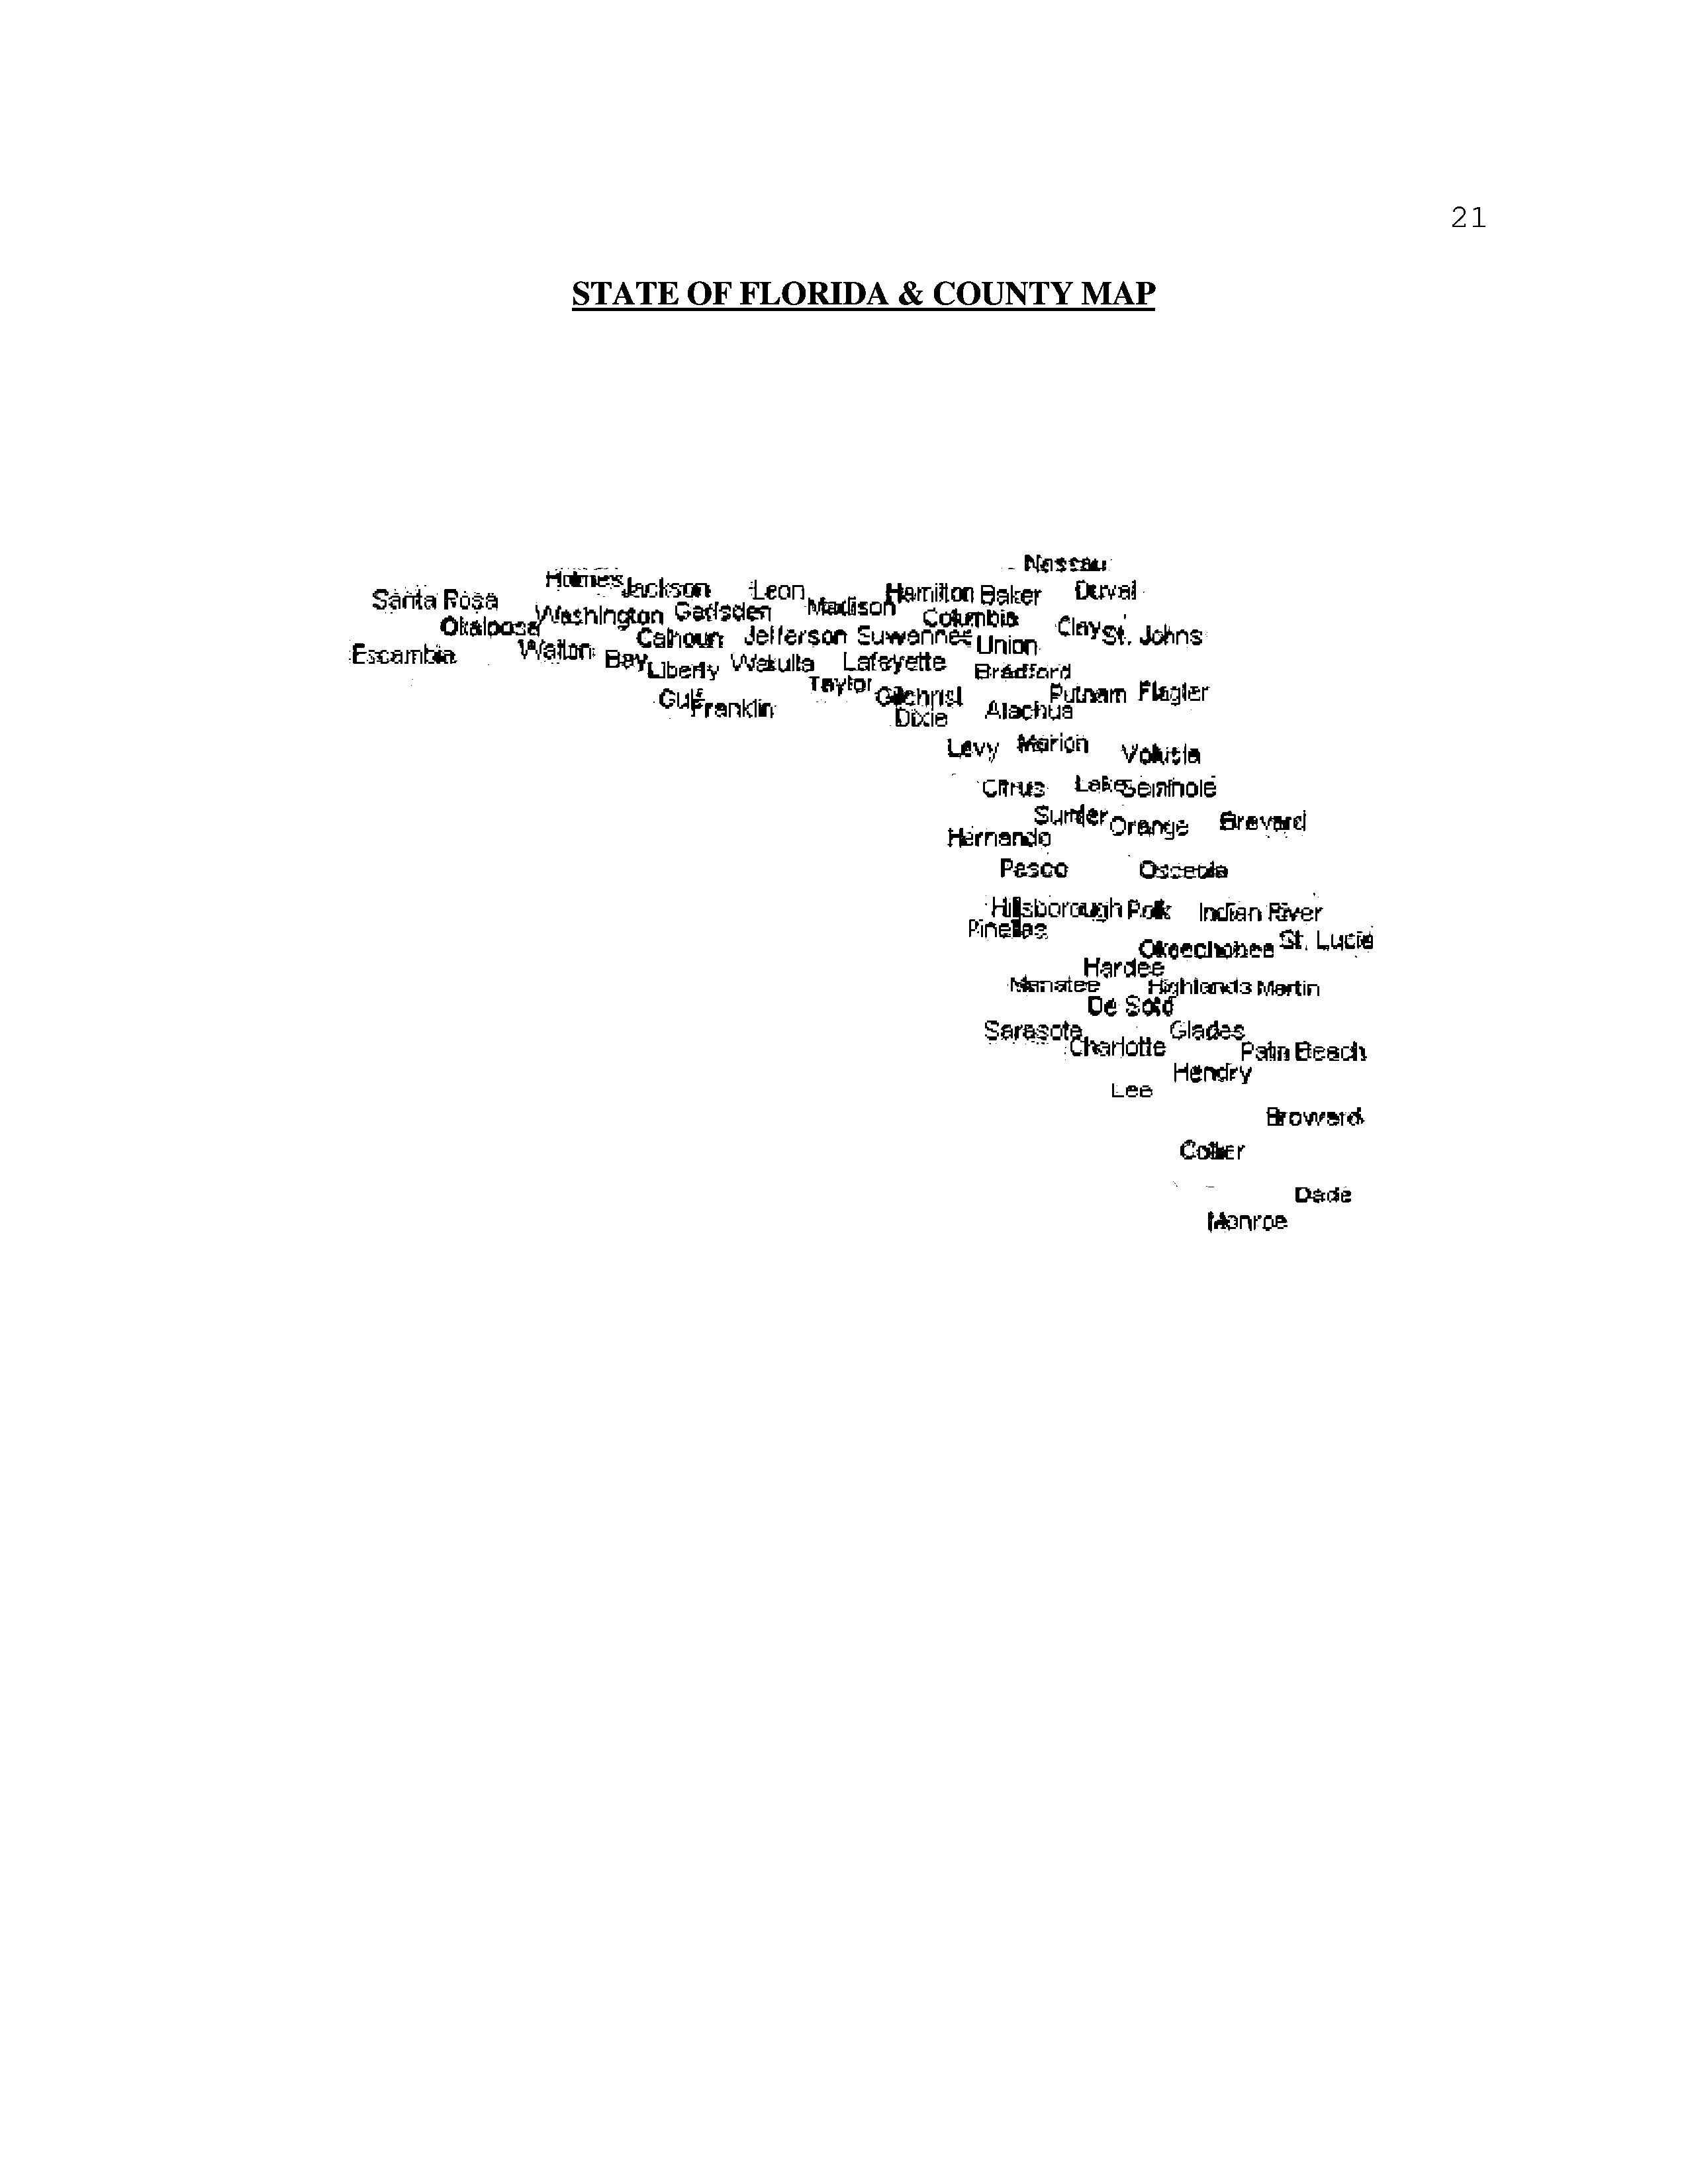 21
STATE OF FLORIDA & COUNTY MAP
Nassau
Holmes Jackson Leon Hamilton Baker Duval
Santa Rosa Washington Gadsden Madison Columbia
Okaloosa Calhoun Jefferson Suwannee Union Clay St. Johns
Escambia Walton Bay Liberty Wakulla Lafayette Bradford
Taylor Gilchrist Putnam Flagler
Gulf Franklin Dixie Alachua
Levy Marion Volusia
Citrus Lake Seminole
Sumter Orange Brevard
Hernando
Pasco Osceola
Hillsborough Polk Indian River
Pinellas
Okeechobee St. Lucie
Hardee
Manatee Highlands Martin
De Soto
Sarasota Glades
Charlotte Palm Beach
Hendry
Lee
Broward
Collier
Dade
Monroe